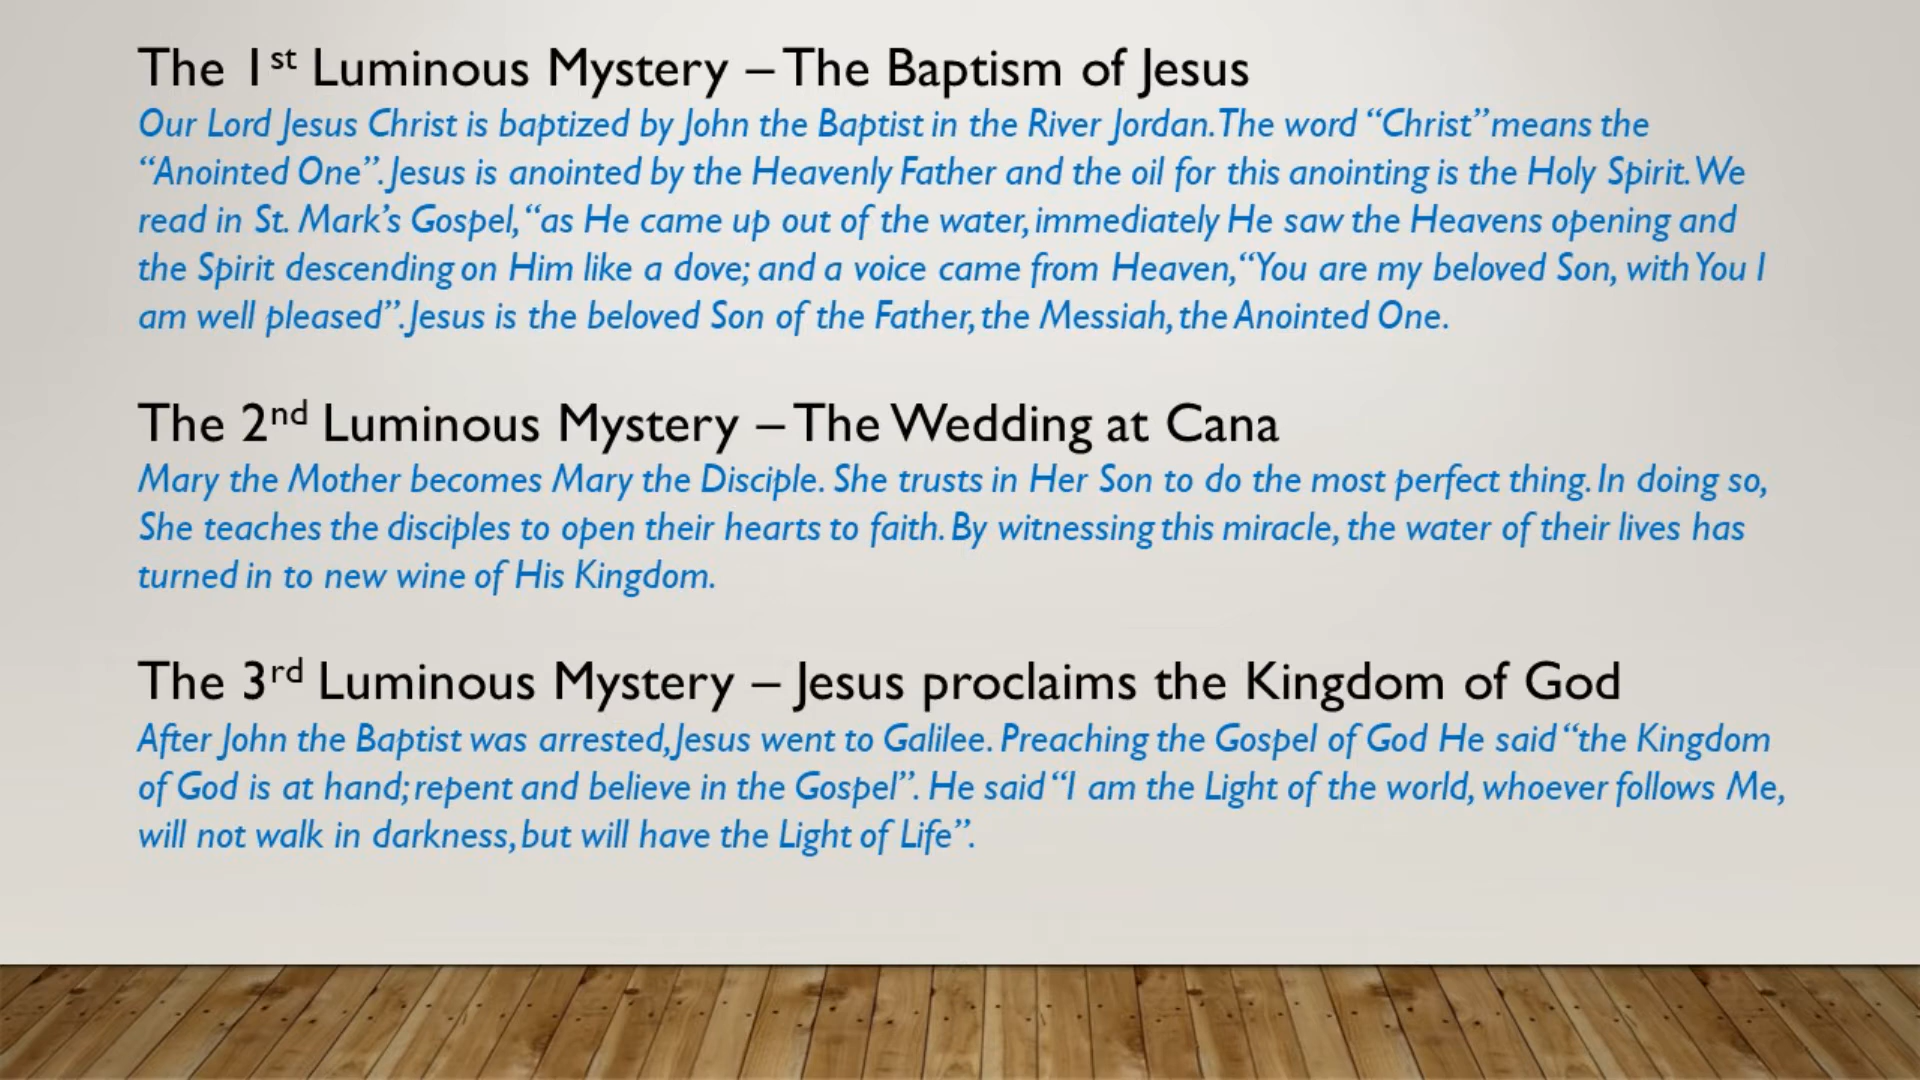 The 1st Luminous Mystery – The Baptism of Jesus
Our Lord Jesus Christ is baptized by John the Baptist in the River Jordan. The word “Christ” means the
“Anointed One”. Jesus is anointed by the Heavenly Father and the oil for this anointing is the Holy Spirit. We
read in St. Mark’s Gospel, “as He came up out of the water, immediately He saw the Heavens opening and
the Spirit descending on Him like a dove; and a voice came from Heaven, “You are my beloved Son, with You I
am well pleased”. Jesus is the beloved Son of the Father, the Messiah, the Anointed One.
The 2nd Luminous Mystery – The Wedding at Cana
Mary the Mother becomes Mary the Disciple. She trusts in Her Son to do the most perfect thing. In doing so,
She teaches the disciples to open their hearts to faith. By witnessing this miracle, the water of their lives has
turned in to new wine of His Kingdom.
The 3rd Luminous Mystery – Jesus proclaims the Kingdom of God
After John the Baptist was arrested, Jesus went to Galilee. Preaching the Gospel of God He said “the Kingdom
of God is at hand; repent and believe in the Gospel”. He said “I am the Light of the world, whoever follows Me,
will not walk in darkness, but will have the Light of Life”.